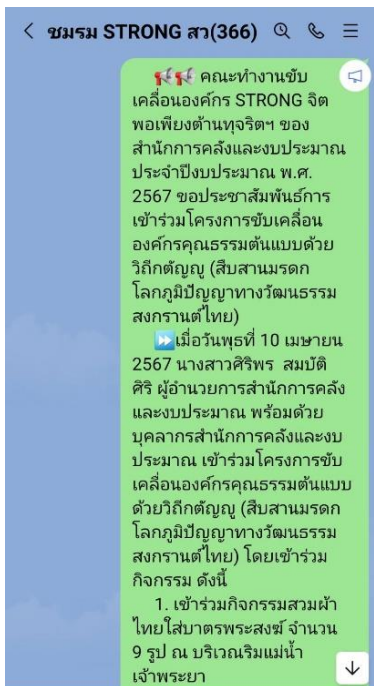 ชมรม STRONG สว(366)
📢📢 คณะทำงานขับ
เคลื่อนองค์กร STRONG จิต
พอเพียงต้านทุจริตฯ ของ
สำนักการคลังและงบประมาณ
ประจำปีงบประมาณ พ.ศ.
2567 ขอประชาสัมพันธ์การ
เข้าร่วมโครงการขับเคลื่อน
องค์กรคุณธรรมต้นแบบด้วย
วิถีกตัญญู (สืบสานมรดก
โลกภูมิปัญญาทางวัฒนธรรม
สงกรานต์ไทย)
⏩เมื่อวันพุธที่ 10 เมษายน
2567 นางสาวศิริพร สมบัติ
ศิริ ผู้อำนวยการสำนักการคลัง
และงบประมาณ พร้อมด้วย
บุคลากรสำนักการคลังและงบ
ประมาณ เข้าร่วมโครงการขับ
เคลื่อนองค์กรคุณธรรมต้นแบบ
ด้วยวิถีกตัญญู (สืบสานมรดก
โลกภูมิปัญญาทางวัฒนธรรม
สงกรานต์ไทย) โดยเข้าร่วม
กิจกรรม ดังนี้
1. เข้าร่วมกิจกรรมสวมผ้า
ไทยใส่บาตรพระสงฆ์ จำนวน
9 รูป ณ บริเวณริมแม่น้ำ
เจ้าพระยา